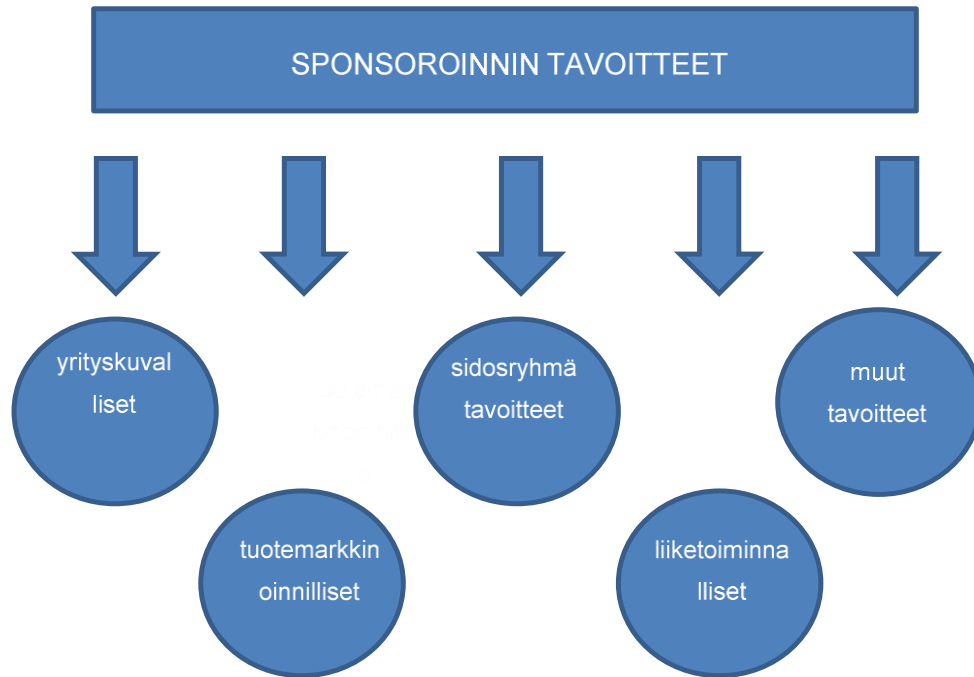 SPONSOROINNIN TAVOITTEET
yrityskuval
liset
tuotemarkkin
oinnilliset
sidosryhmä
tavoitteet
liiketoiminna
lliset
muut
tavoitteet